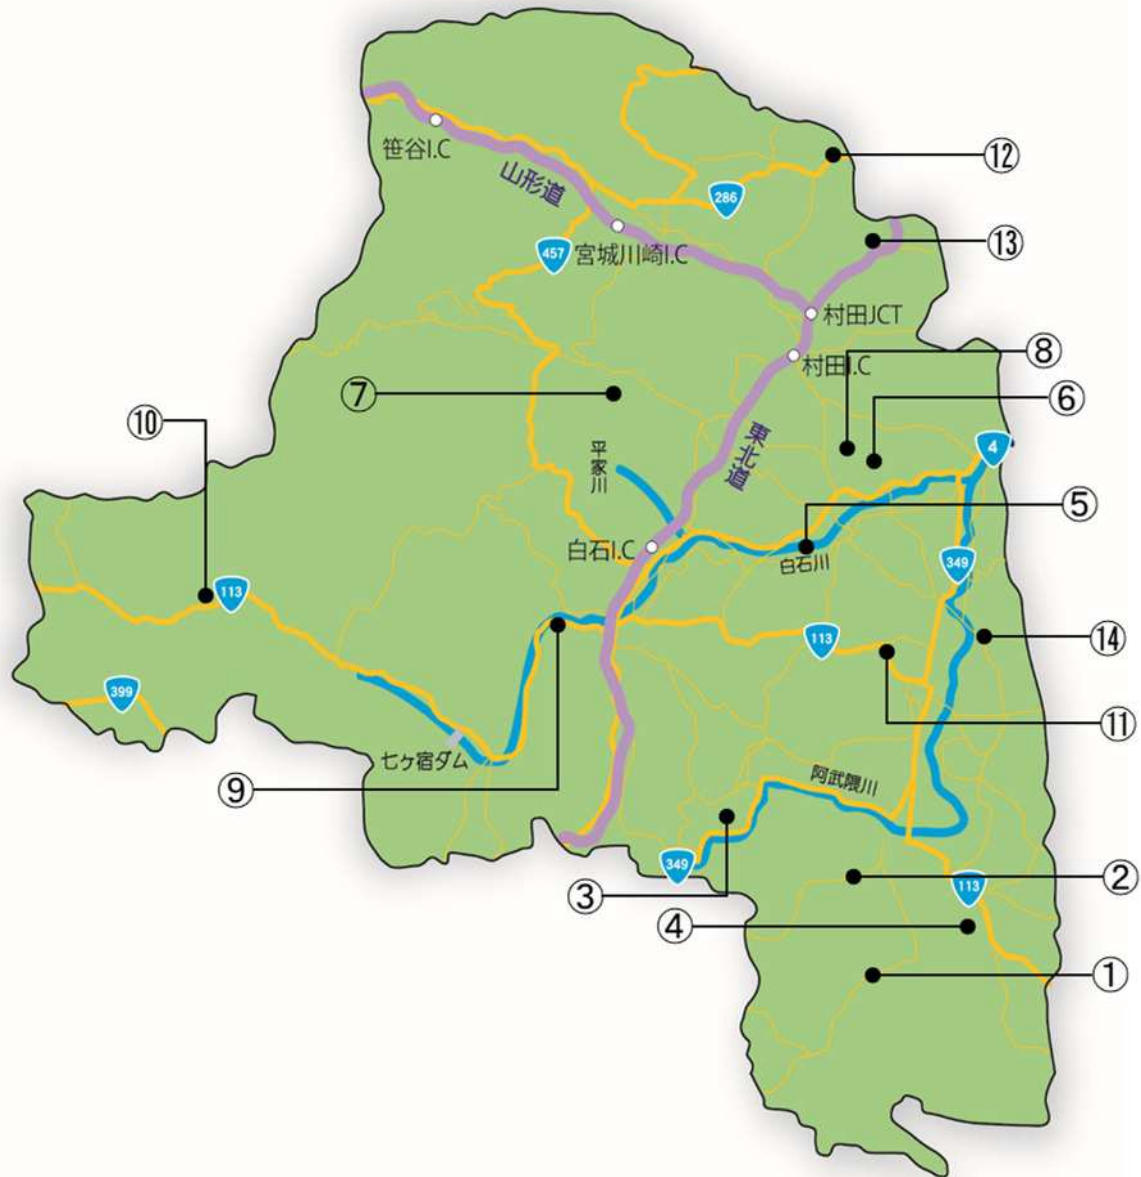 笹谷I.C
山形道
⑫
286
⑬
457
宮城川崎I.C
村田JCT
⑧
村田I.C
⑦
⑥
⑩
東北道
4
平家川
⑤
白石I.C
白石川
349
113
⑭
113
399
⑪
七ヶ宿ダム
阿武隈川
⑨
349
②
113
③
④
①